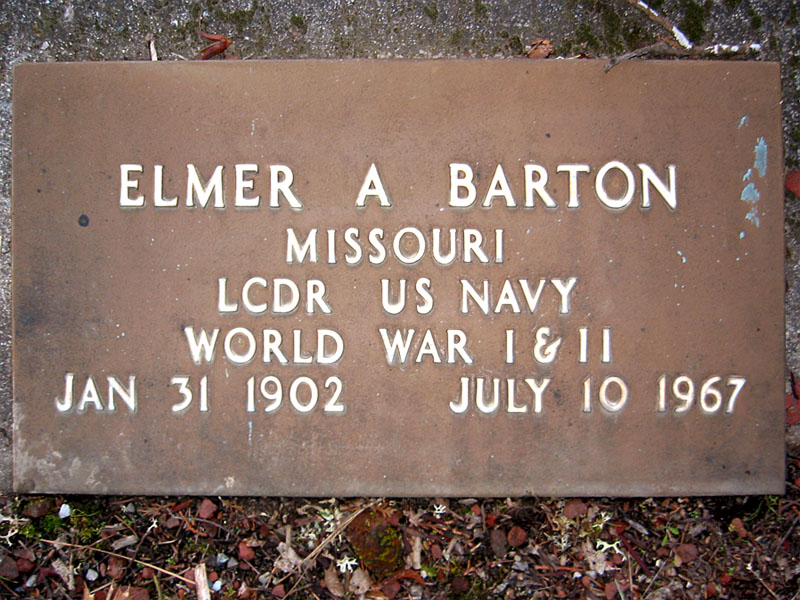 ELMER A BARTON
MISSOURI
LCDR US NAVY
WORLD WAR I & II
JAN 31 1902 JULY 10 1967